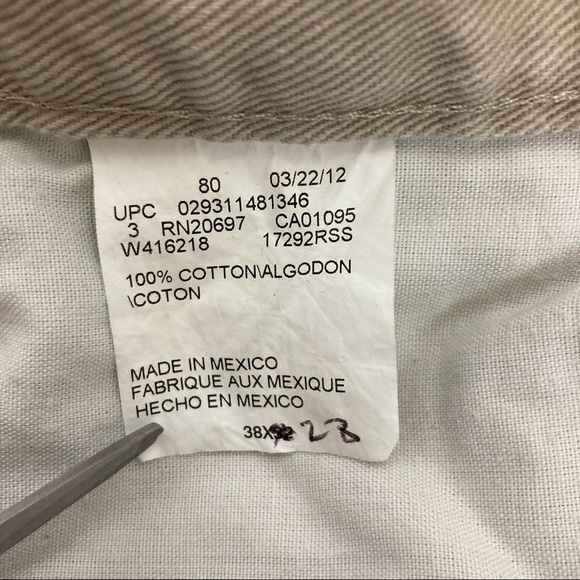 80 03/22/12
UPC 029311481346
3 RN20697 CA01095
W416218 17292RSS
100% COTTON\ALGODON
\COTON
MADE IN MEXICO
FABRIQUE AUX MEXIQUE
HECHO EN MEXICO
38X